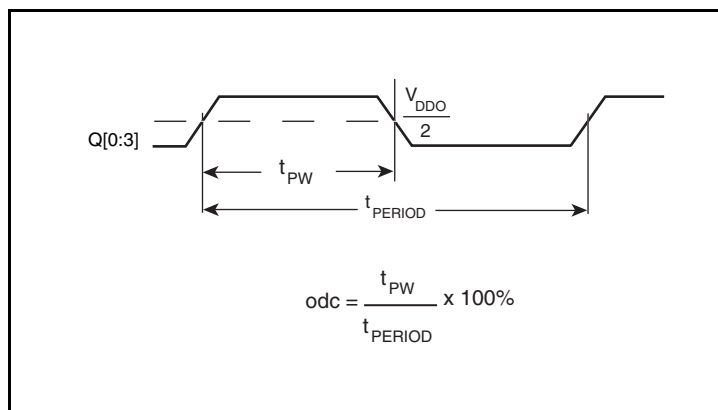 V_DDO
2
Q[0:3]
t_PW
t_PERIOD
odc = t_PW / t_PERIOD x 100%